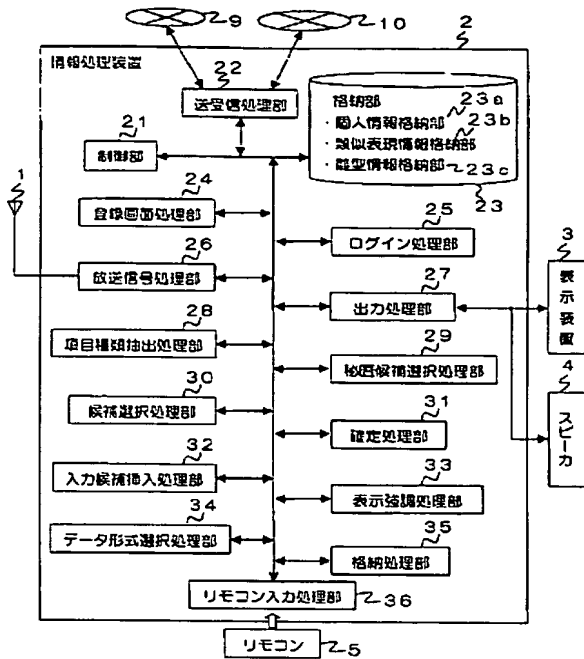 9
10
2
情報処理装置
22
送受信処理部
格納部
・個人情報格納部
23a
・類似表現情報格納部
23b
・雛型情報格納部
23c
23
21
制御部
1
24
登録画面処理部
25
ログイン処理部
26
放送信号処理部
27
出力処理部
3
表示装置
28
項目種類抽出処理部
29
秘匿候補選択処理部
4
スピーカ
30
候補選択処理部
31
確定処理部
32
入力候補挿入処理部
33
表示強調処理部
34
データ形式選択処理部
35
格納処理部
リモコン入力処理部
36
リモコン
5